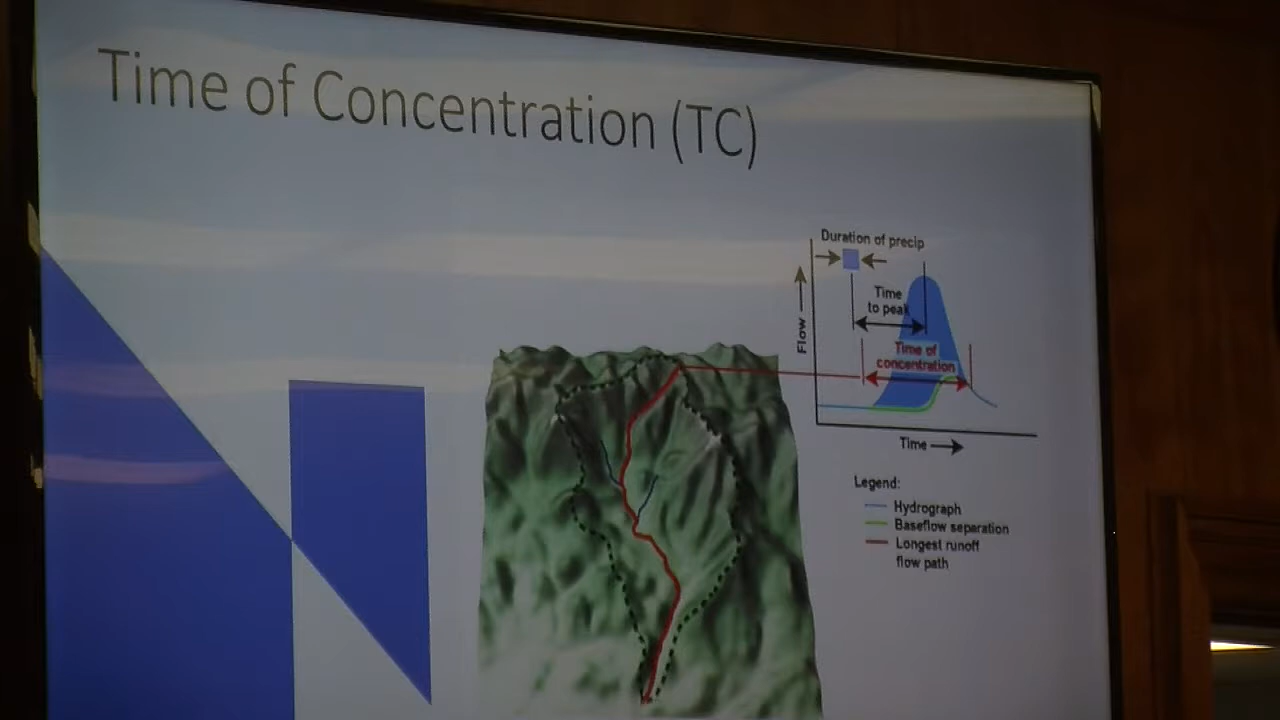 Time of Concentration (TC)
Duration of precip
Time
to peak
Flow
Time of
concentration
Time
Legend:
Hydrograph
Baseflow separation
Longest runoff
flow path